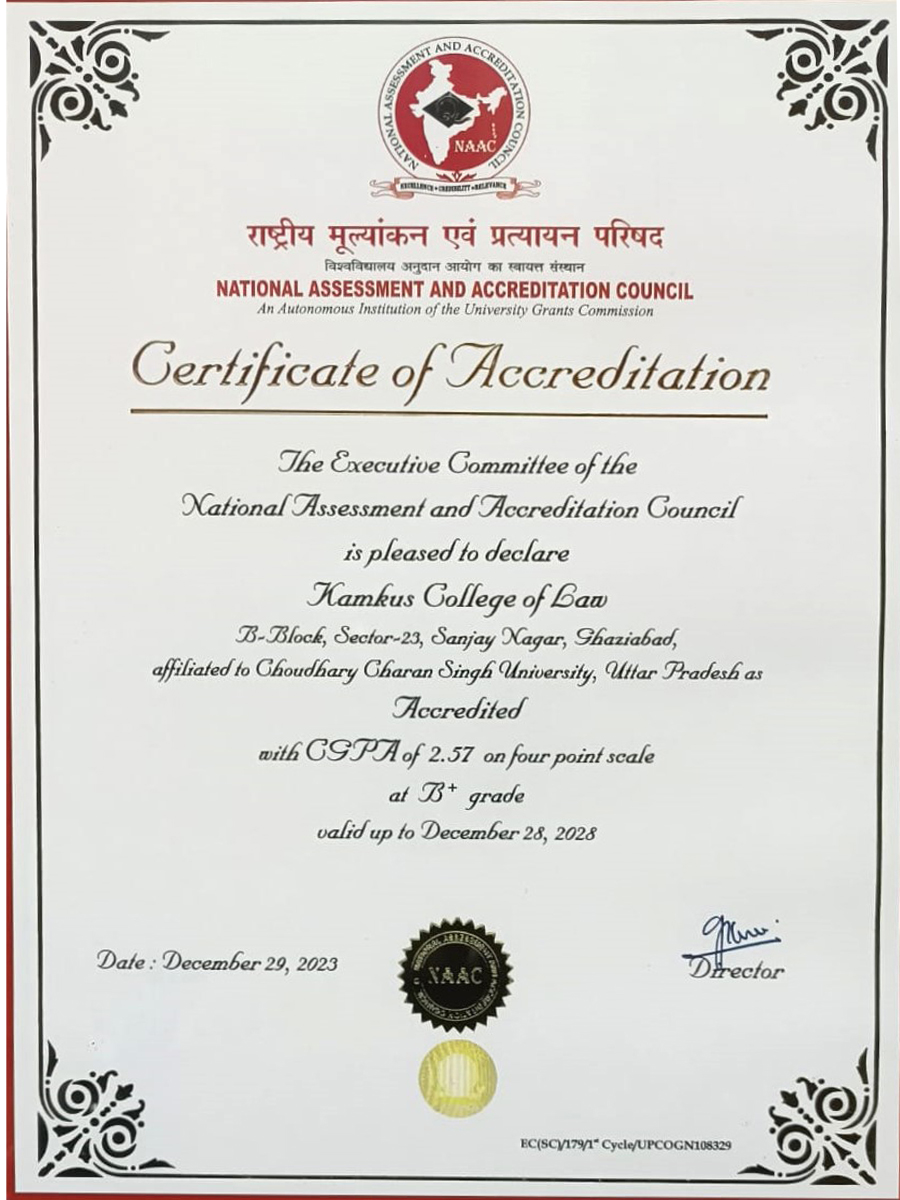 NATIONAL ASSESSMENT AND ACCREDITATION COUNCIL
NAAC
EXCELLENCE • CREDIBILITY • RELEVANCE
राष्ट्रीय मूल्यांकन एवं प्रत्यायन परिषद
विश्वविद्यालय अनुदान आयोग का स्वायत्त संस्थान
NATIONAL ASSESSMENT AND ACCREDITATION COUNCIL
An Autonomous Institution of the University Grants Commission
Certificate of Accreditation
The Executive Committee of the
National Assessment and Accreditation Council
is pleased to declare
Kamkus College of Law
B-Block, Sector-23, Sanjay Nagar, Ghaziabad,
affiliated to Choudhary Charan Singh University, Uttar Pradesh as
Accredited
with CGPA of 2.57 on four point scale
at B+ grade
valid up to December 28, 2028
Date : December 29, 2023
NAAC
Director
EC(SC)/179/1st Cycle/UPCOGN108329